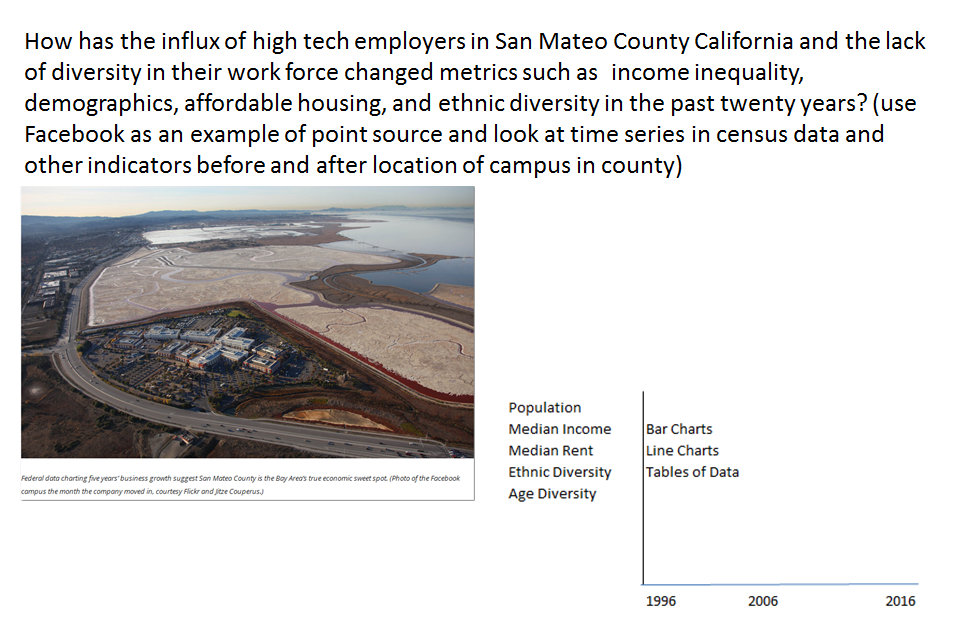 How has the influx of high tech employers in San Mateo County California and the lack
of diversity in their work force changed metrics such as  income inequality,
demographics, affordable housing, and ethnic diversity in the past twenty years? (use
Facebook as an example of point source and look at time series in census data and
other indicators before and after location of campus in county)
Federal data charting five years' business growth suggest San Mateo County is the Bay Area's true economic sweet spot. (Photo of the Facebook
campus the month the company moved in, courtesy Flickr and Jitze Couperus.)
Population
Median Income
Median Rent
Ethnic Diversity
Age Diversity
Bar Charts
Line Charts
Tables of Data
1996 2006 2016